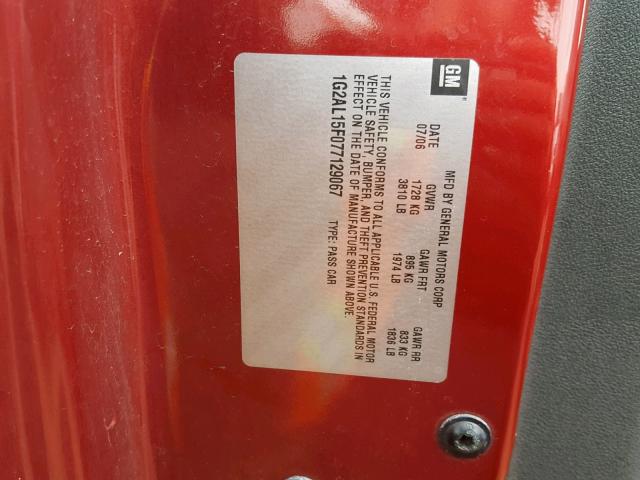 GM
MFD BY GENERAL MOTORS CORP
DATE GVWR GAWR FRT GAWR RR
07/06 1728 KG 895 KG 833 KG
3810 LB 1974 LB 1836 LB
THIS VEHICLE CONFORMS TO ALL APPLICABLE U.S. FEDERAL MOTOR
VEHICLE SAFETY, BUMPER, AND THEFT PREVENTION STANDARDS IN
EFFECT ON THE DATE OF MANUFACTURE SHOWN ABOVE.
1G2AL15F077129067 TYPE: PASS CAR